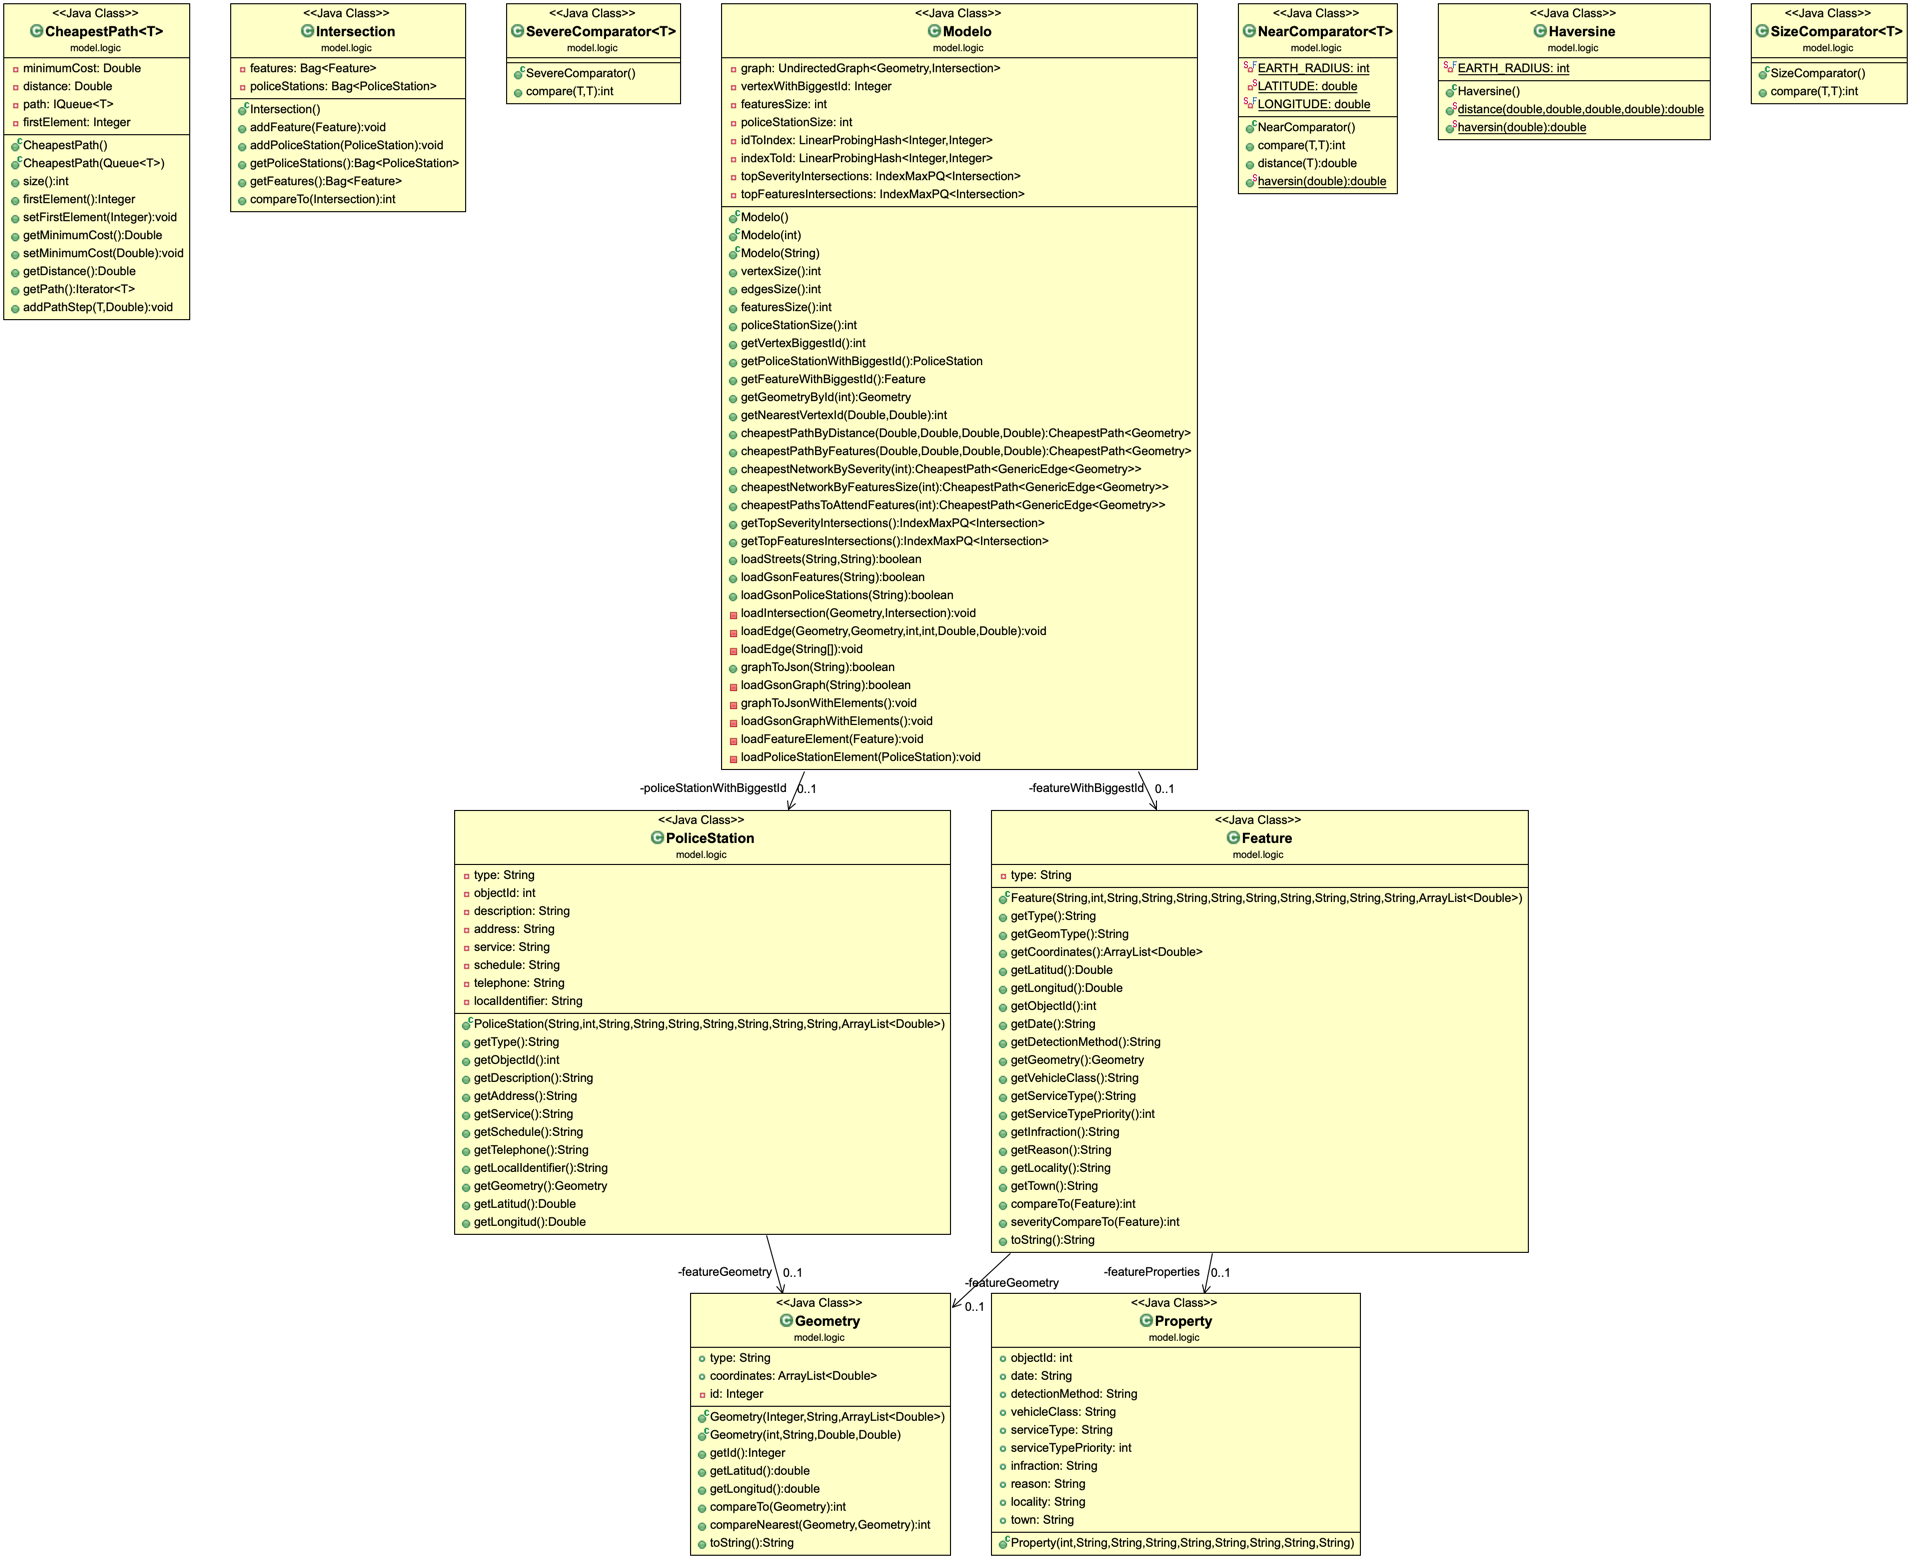 <<Java Class>>
CheapestPath<T>
model.logic
minimumCost: Double
distance: Double
path: IQueue<T>
firstElement: Integer
CheapestPath()
CheapestPath(Queue<T>)
size():int
firstElement():Integer
setFirstElement(Integer):void
getMinimumCost():Double
setMinimumCost(Double):void
getDistance():Double
getPath():Iterator<T>
addPathStep(T,Double):void
<<Java Class>>
Intersection
model.logic
features: Bag<Feature>
policeStations: Bag<PoliceStation>
Intersection()
addFeature(Feature):void
addPoliceStation(PoliceStation):void
getPoliceStations():Bag<PoliceStation>
getFeatures():Bag<Feature>
compareTo(Intersection):int
<<Java Class>>
SevereComparator<T>
model.logic
SevereComparator()
compare(T,T):int
<<Java Class>>
Modelo
model.logic
graph: UndirectedGraph<Geometry,Intersection>
vertexWithBiggestId: Integer
featuresSize: int
policeStationSize: int
idToIndex: LinearProbingHash<Integer,Integer>
indexToId: LinearProbingHash<Integer,Integer>
topSeverityIntersections: IndexMaxPQ<Intersection>
topFeaturesIntersections: IndexMaxPQ<Intersection>
Modelo()
Modelo(int)
Modelo(String)
vertexSize():int
edgesSize():int
featuresSize():int
policeStationSize():int
getVertexBiggestId():int
getPoliceStationWithBiggestId():PoliceStation
getFeatureWithBiggestId():Feature
getGeometryById(int):Geometry
getNearestVertexId(Double,Double):int
cheapestPathByDistance(Double,Double,Double,Double):CheapestPath<Geometry>
cheapestPathByFeatures(Double,Double,Double,Double):CheapestPath<Geometry>
cheapestNetworkBySeverity(int):CheapestPath<GenericEdge<Geometry>>
cheapestNetworkByFeaturesSize(int):CheapestPath<GenericEdge<Geometry>>
cheapestPathsToAttendFeatures(int):CheapestPath<GenericEdge<Geometry>>
getTopSeverityIntersections():IndexMaxPQ<Intersection>
getTopFeaturesIntersections():IndexMaxPQ<Intersection>
loadStreets(String,String):boolean
loadGsonFeatures(String):boolean
loadGsonPoliceStations(String):boolean
loadIntersection(Geometry,Intersection):void
loadEdge(Geometry,Geometry,int,int,Double,Double):void
loadEdge(String[]):void
graphToJson(String):boolean
loadGsonGraph(String):boolean
graphToJsonWithElements():void
loadGsonGraphWithElements():void
loadFeatureElement(Feature):void
loadPoliceStationElement(PoliceStation):void
<<Java Class>>
NearComparator<T>
model.logic
EARTH_RADIUS: int
LATITUDE: double
LONGITUDE: double
NearComparator()
compare(T,T):int
distance(T):double
haversin(double):double
<<Java Class>>
Haversine
model.logic
EARTH_RADIUS: int
Haversine()
distance(double,double,double,double):double
haversin(double):double
<<Java Class>>
SizeComparator<T>
model.logic
SizeComparator()
compare(T,T):int
-policeStationWithBiggestId 0..1
-featureWithBiggestId 0..1
<<Java Class>>
PoliceStation
model.logic
type: String
objectId: int
description: String
address: String
service: String
schedule: String
telephone: String
localIdentifier: String
PoliceStation(String,int,String,String,String,String,String,String,String,ArrayList<Double>)
getType():String
getObjectId():int
getDescription():String
getAddress():String
getService():String
getSchedule():String
getTelephone():String
getLocalIdentifier():String
getGeometry():Geometry
getLatitud():Double
getLongitud():Double
<<Java Class>>
Feature
model.logic
type: String
Feature(String,int,String,String,String,String,String,String,String,String,String,ArrayList<Double>)
getType():String
getGeomType():String
getCoordinates():ArrayList<Double>
getLatitud():Double
getLongitud():Double
getObjectId():int
getDate():String
getDetectionMethod():String
getGeometry():Geometry
getVehicleClass():String
getServiceType():String
getServiceTypePriority():int
getInfraction():String
getReason():String
getLocality():String
getTown():String
compareTo(Feature):int
severityCompareTo(Feature):int
toString():String
-featureGeometry 0..1
-featureGeometry
0..1
-featureProperties 0..1
<<Java Class>>
Geometry
model.logic
type: String
coordinates: ArrayList<Double>
id: Integer
Geometry(Integer,String,ArrayList<Double>)
Geometry(int,String,Double,Double)
getId():Integer
getLatitud():double
getLongitud():double
compareTo(Geometry):int
compareNearest(Geometry,Geometry):int
toString():String
<<Java Class>>
Property
model.logic
objectId: int
date: String
detectionMethod: String
vehicleClass: String
serviceType: String
serviceTypePriority: int
infraction: String
reason: String
locality: String
town: String
Property(int,String,String,String,String,String,String,String,String)